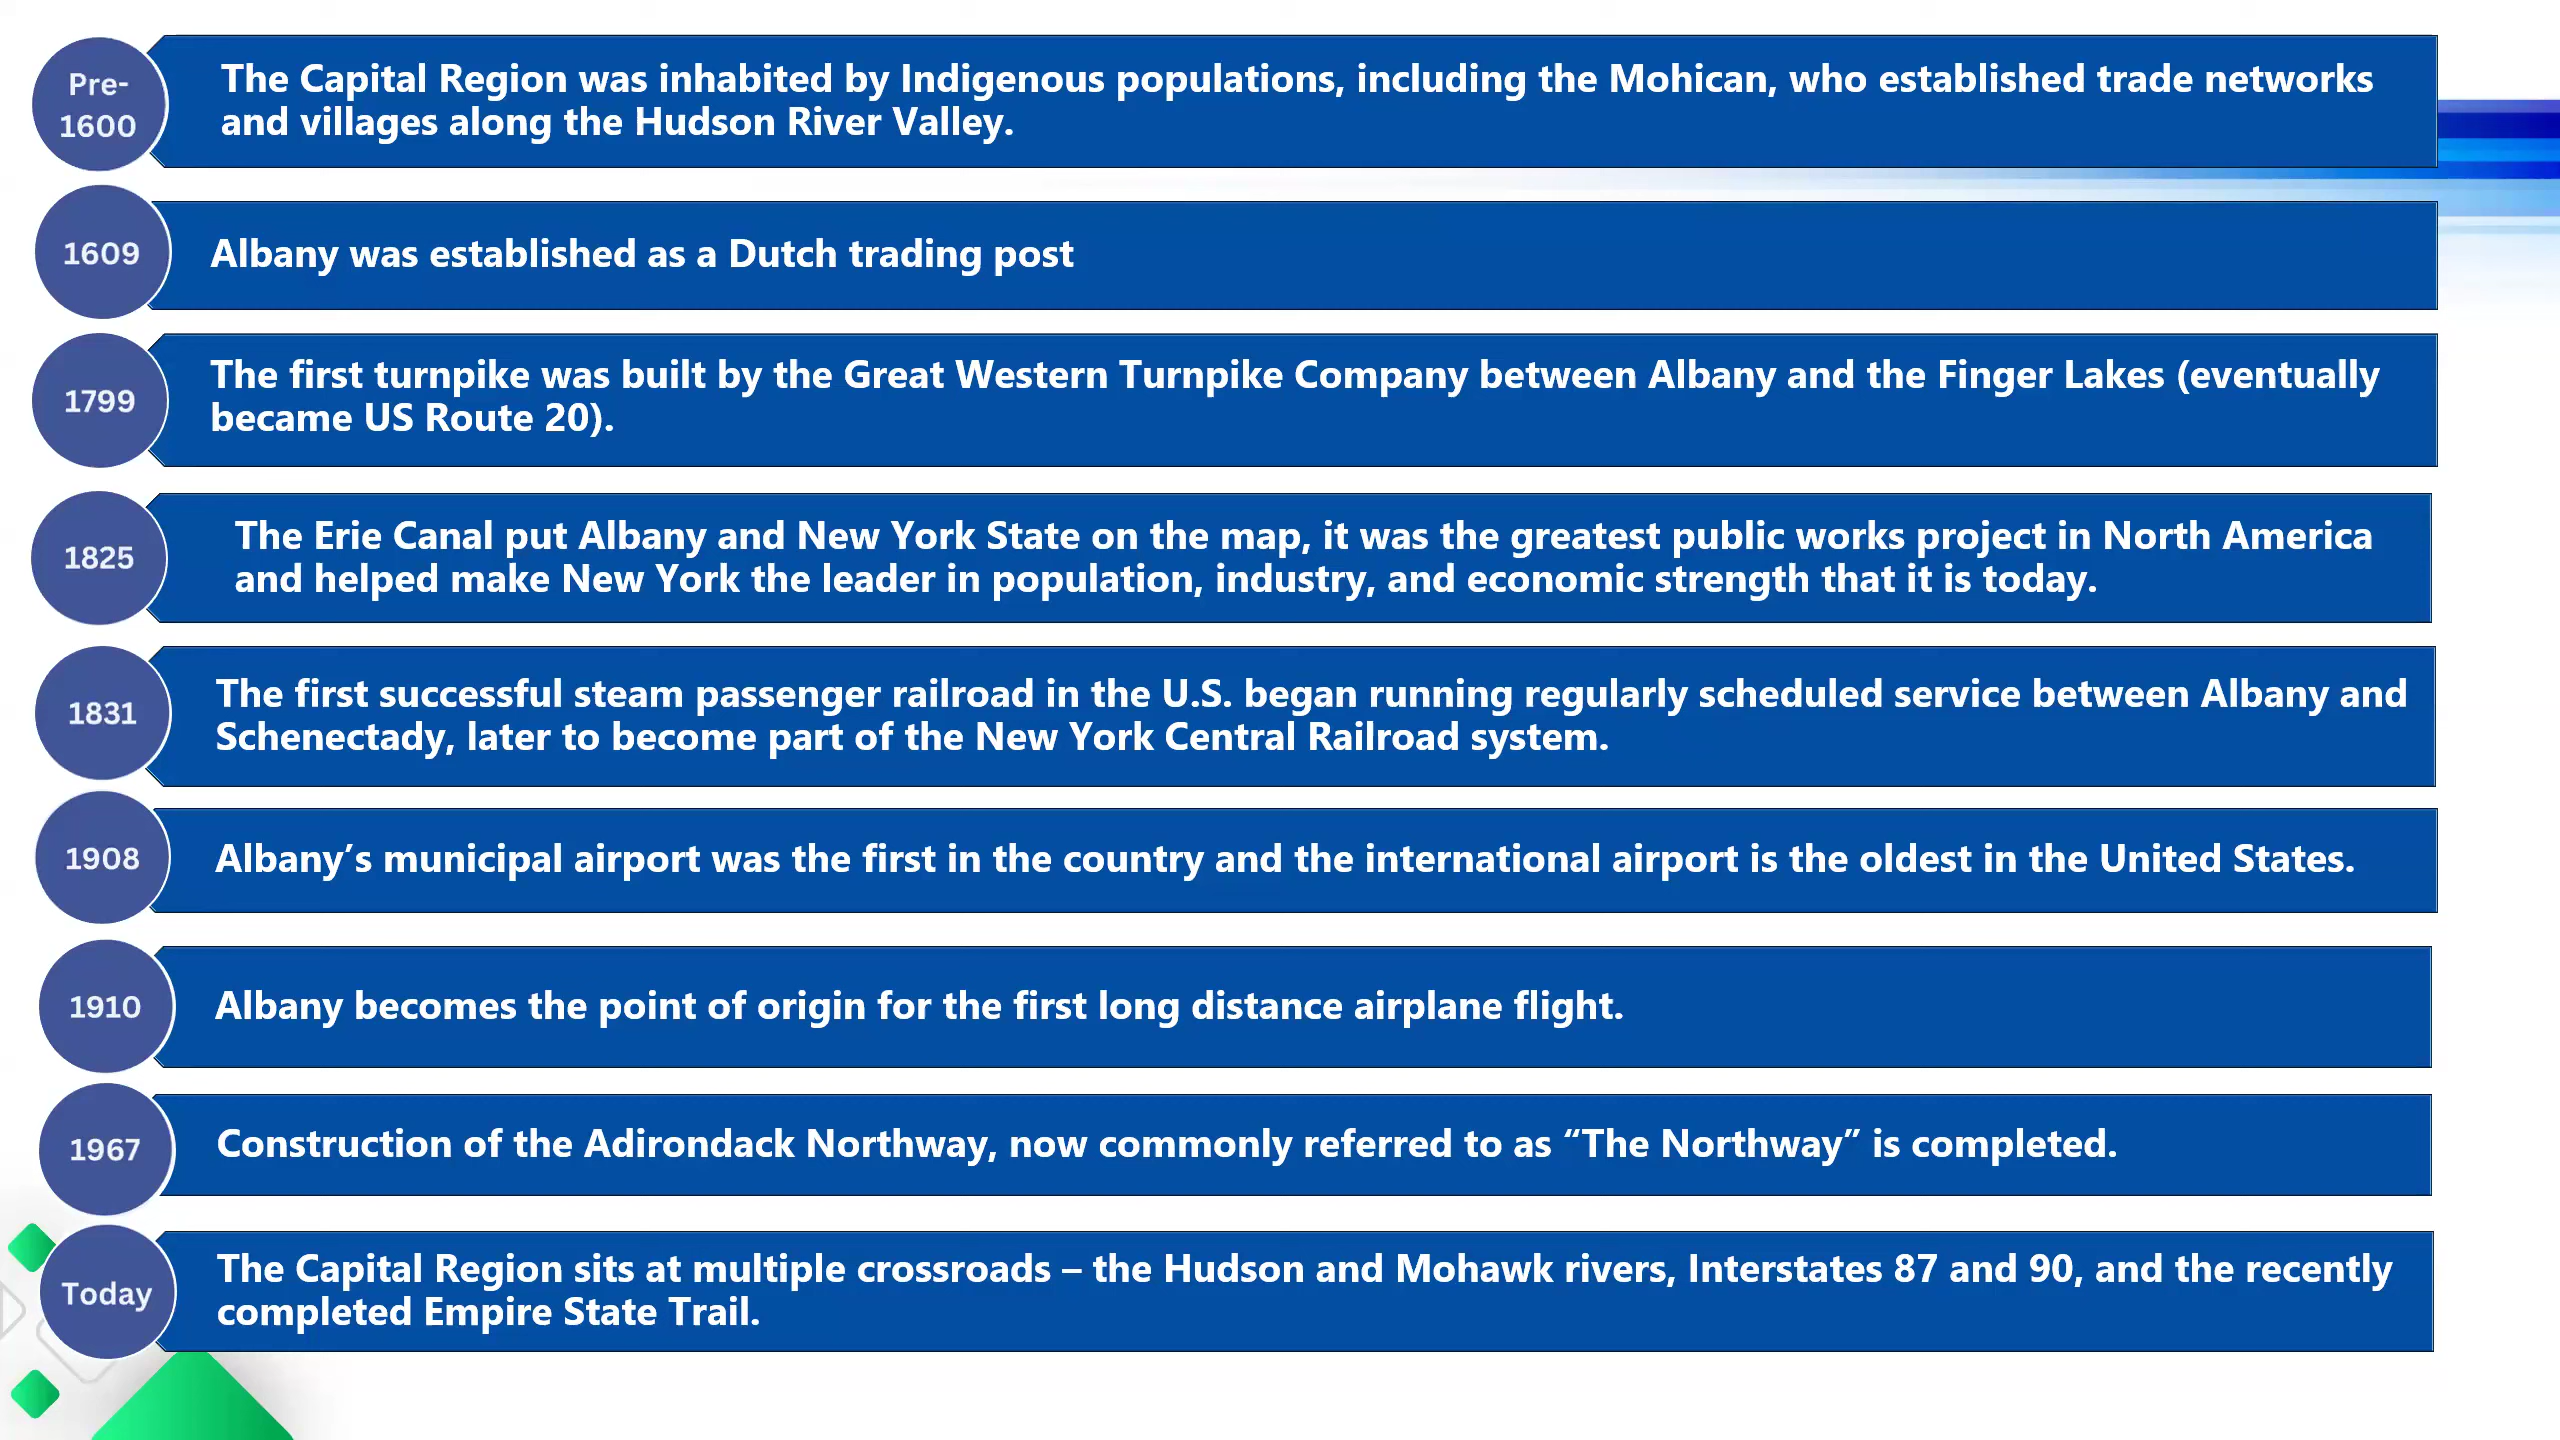 Pre-
1600
The Capital Region was inhabited by Indigenous populations, including the Mohican, who established trade networks
and villages along the Hudson River Valley.
1609
Albany was established as a Dutch trading post
1799
The first turnpike was built by the Great Western Turnpike Company between Albany and the Finger Lakes (eventually
became US Route 20).
1825
The Erie Canal put Albany and New York State on the map, it was the greatest public works project in North America
and helped make New York the leader in population, industry, and economic strength that it is today.
1831
The first successful steam passenger railroad in the U.S. began running regularly scheduled service between Albany and
Schenectady, later to become part of the New York Central Railroad system.
1908
Albany’s municipal airport was the first in the country and the international airport is the oldest in the United States.
1910
Albany becomes the point of origin for the first long distance airplane flight.
1967
Construction of the Adirondack Northway, now commonly referred to as “The Northway” is completed.
Today
The Capital Region sits at multiple crossroads – the Hudson and Mohawk rivers, Interstates 87 and 90, and the recently
completed Empire State Trail.